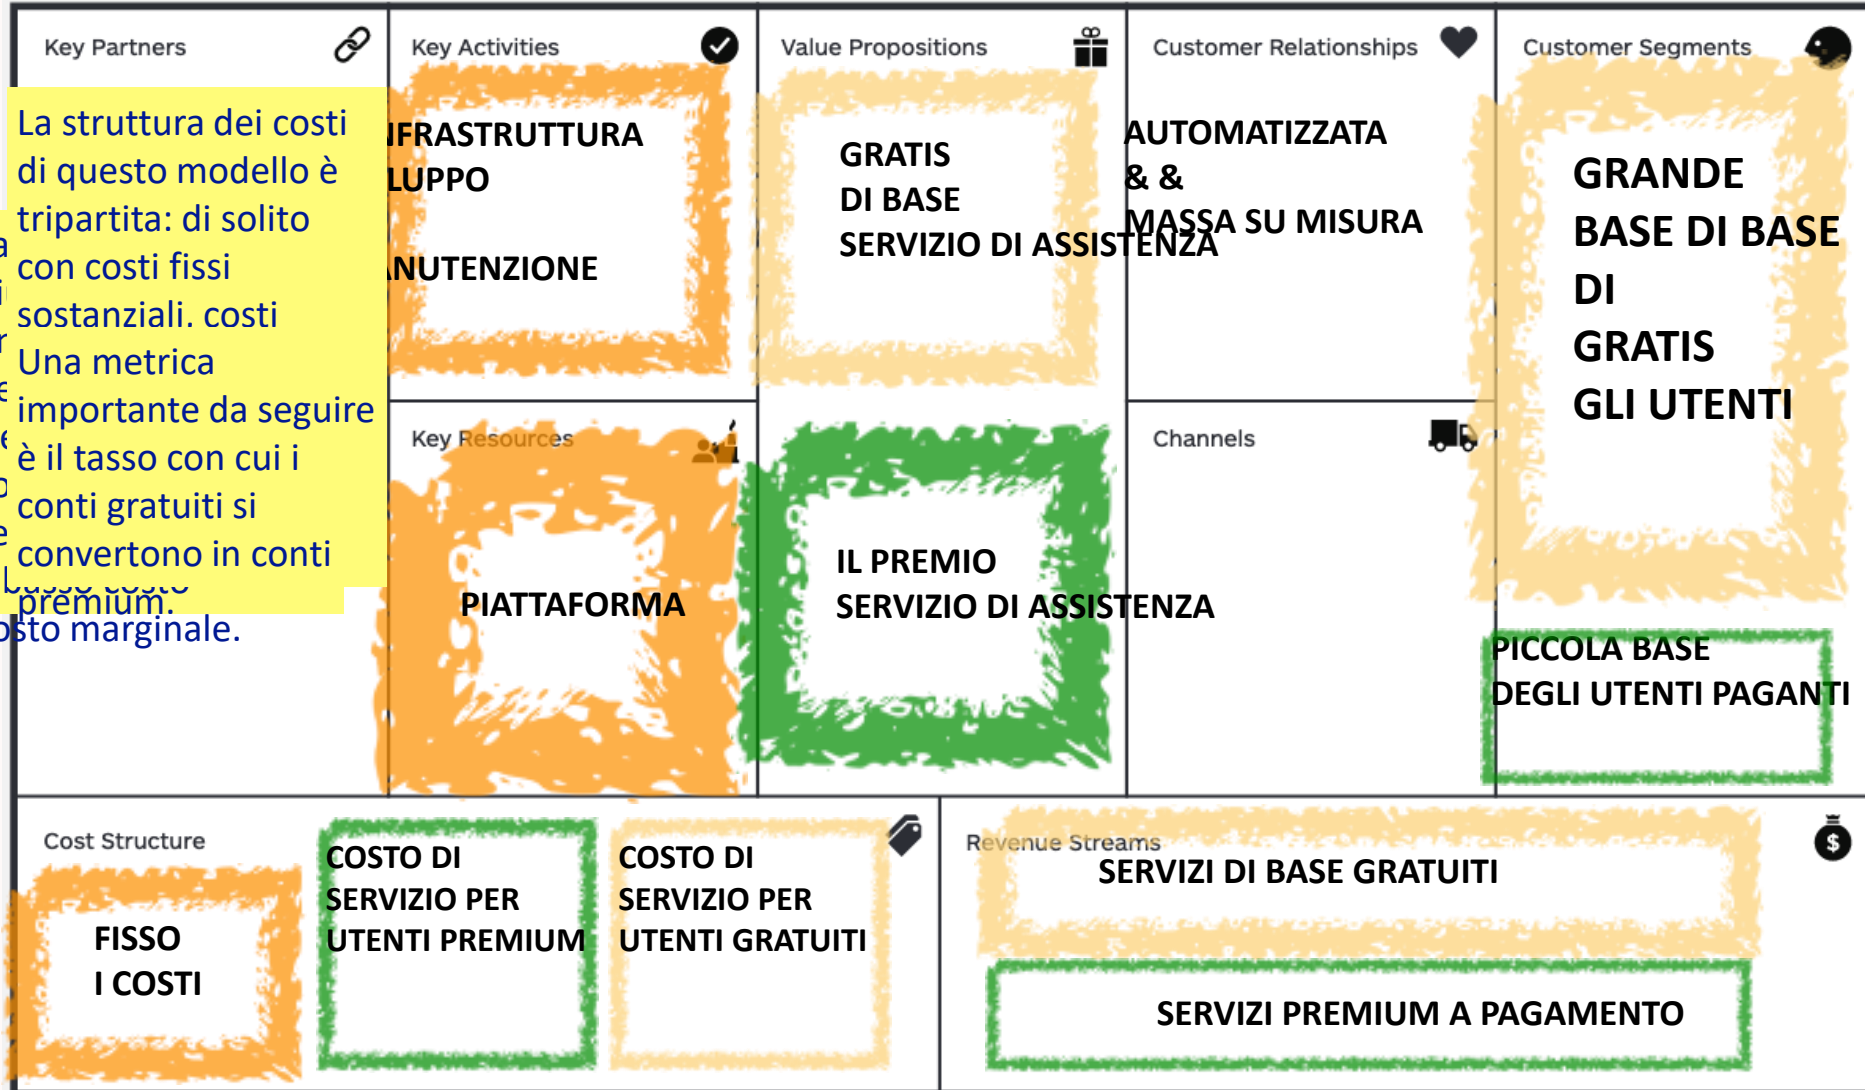 Key Partners
La struttura dei costi
di questo modello è
tripartita: di solito
con costi fissi
sostanziali, costi
Una metrica
importante da seguire
è il tasso con cui i
conti gratuiti si
convertono in conti
premium.
marginale.
Key Activities
NFRASTRUTTURA
LUPPO
NUTENZIONE
Key Resources
PIATTAFORMA
Value Propositions
GRATIS
DI BASE
SERVIZIO DI ASSISTENZA
IL PREMIO
SERVIZIO DI ASSISTENZA
Customer Relationships
AUTOMATIZZATA
& &
MASSA SU MISURA
Channels
Customer Segments
GRANDE
BASE DI BASE
DI
GRATIS
GLI UTENTI
PICCOLA BASE
DEGLI UTENTI PAGANTI
Cost Structure
FISSO
I COSTI
COSTO DI
SERVIZIO PER
UTENTI PREMIUM
COSTO DI
SERVIZIO PER
UTENTI GRATUITI
Revenue Streams
SERVIZI DI BASE GRATUITI
SERVIZI PREMIUM A PAGAMENTO